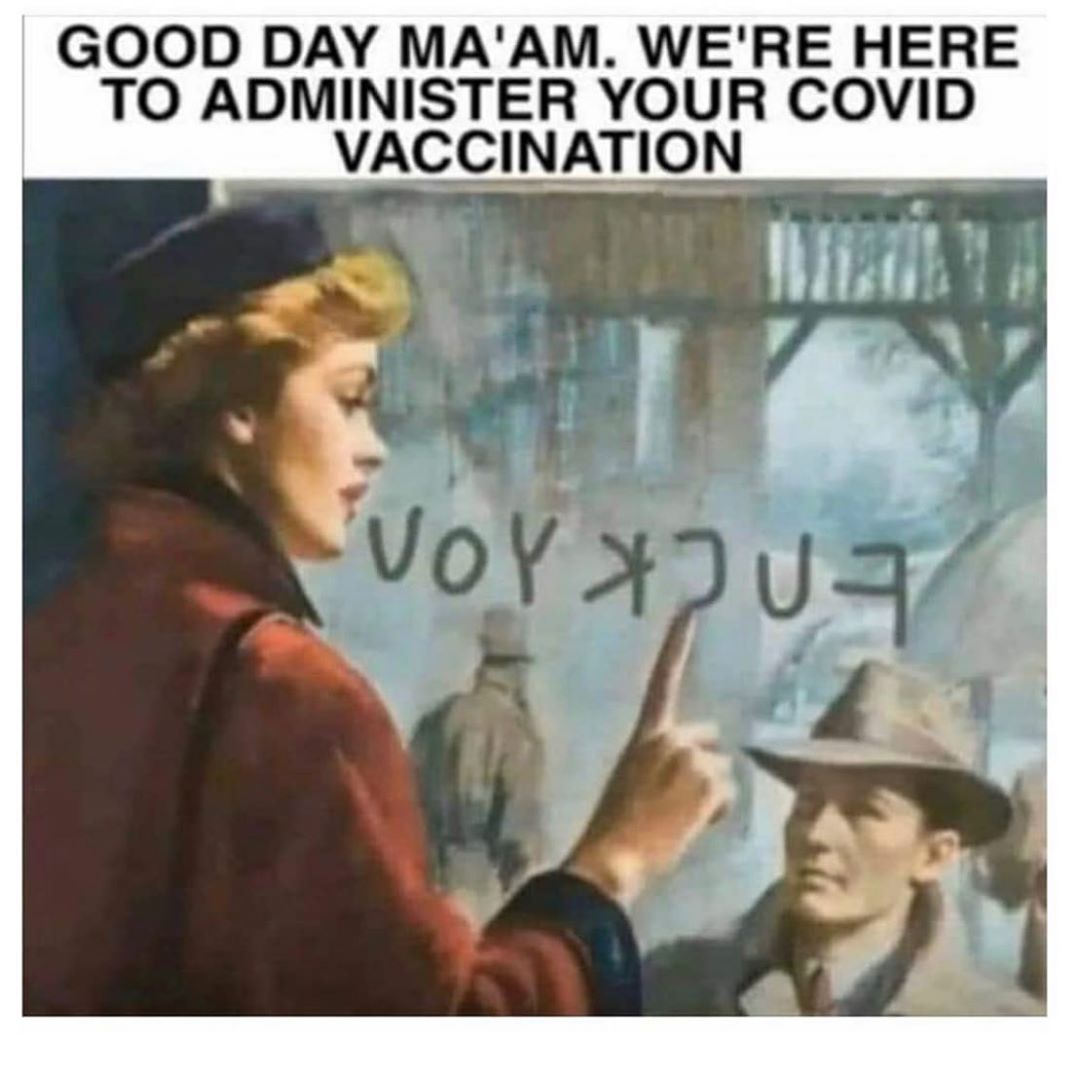 GOOD DAY MA'AM. WE'RE HERE
TO ADMINISTER YOUR COVID
VACCINATION
FUCK YOU